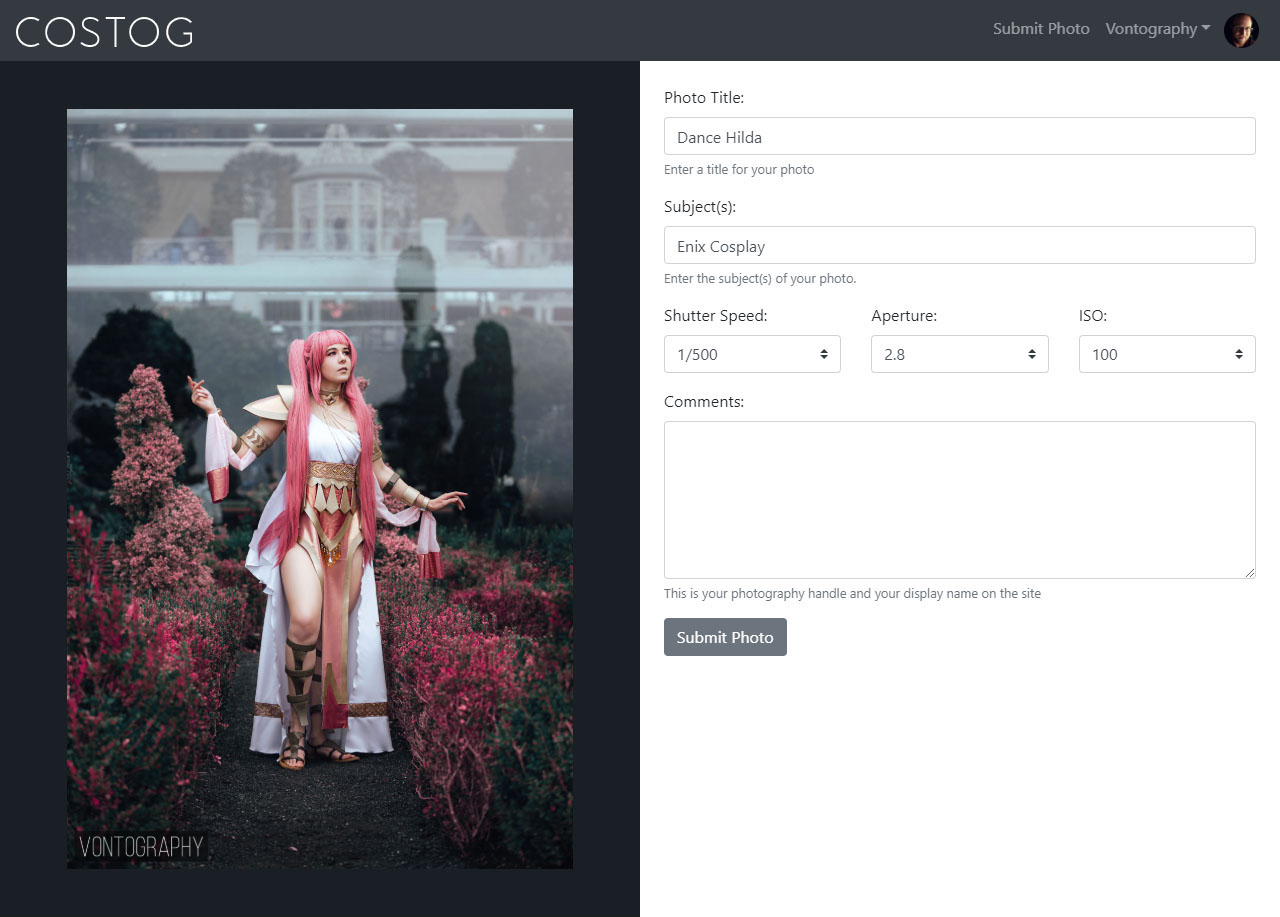 COSTOG
Submit Photo Vontography
VONTOGRAPHY
Photo Title:
Dance Hilda
Enter a title for your photo
Subject(s):
Enix Cosplay
Enter the subject(s) of your photo.
Shutter Speed: Aperture: ISO:
1/500 2.8 100
Comments:
This is your photography handle and your display name on the site
Submit Photo